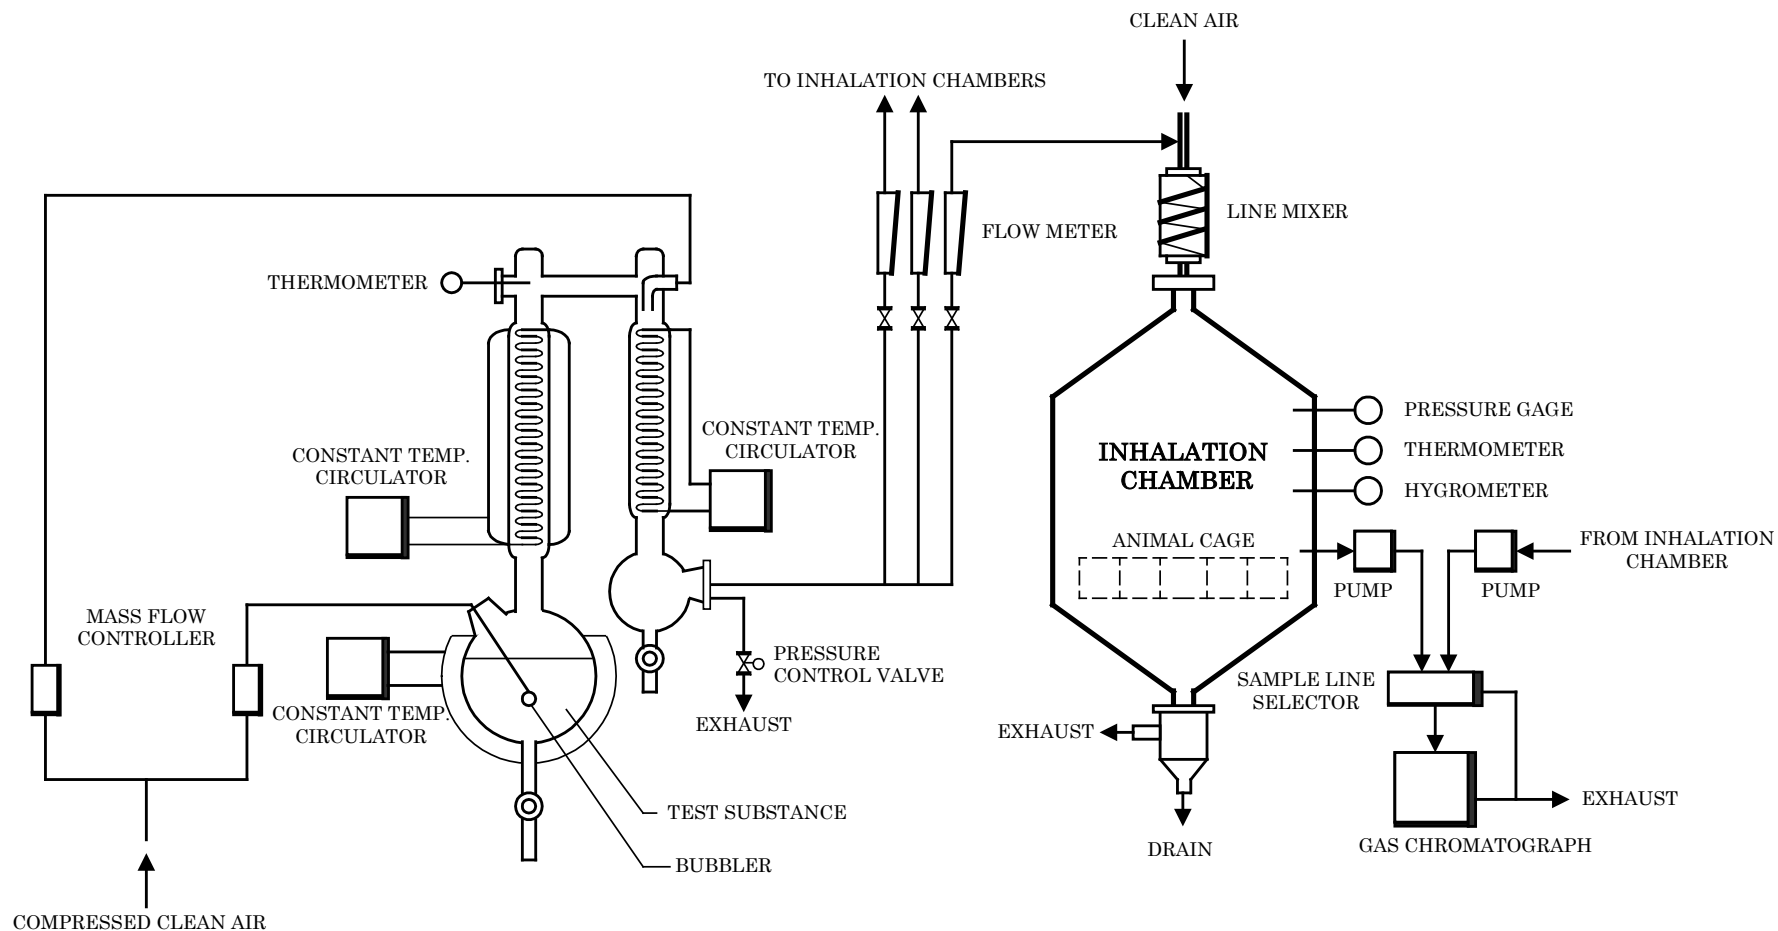 CLEAN AIR
TO INHALATION CHAMBERS
LINE MIXER
FLOW METER
THERMOMETER
PRESSURE GAGE
CONSTANT TEMP.
CIRCULATOR
THERMOMETER
INHALATION
CHAMBER
CONSTANT TEMP.
CIRCULATOR
HYGROMETER
ANIMAL CAGE
FROM INHALATION
CHAMBER
PUMP
PUMP
MASS FLOW
CONTROLLER
PRESSURE
CONTROL VALVE
SAMPLE LINE
SELECTOR
CONSTANT TEMP.
CIRCULATOR
EXHAUST
EXHAUST
EXHAUST
TEST SUBSTANCE
GAS CHROMATOGRAPH
DRAIN
BUBBLER
COMPRESSED CLEAN AIR